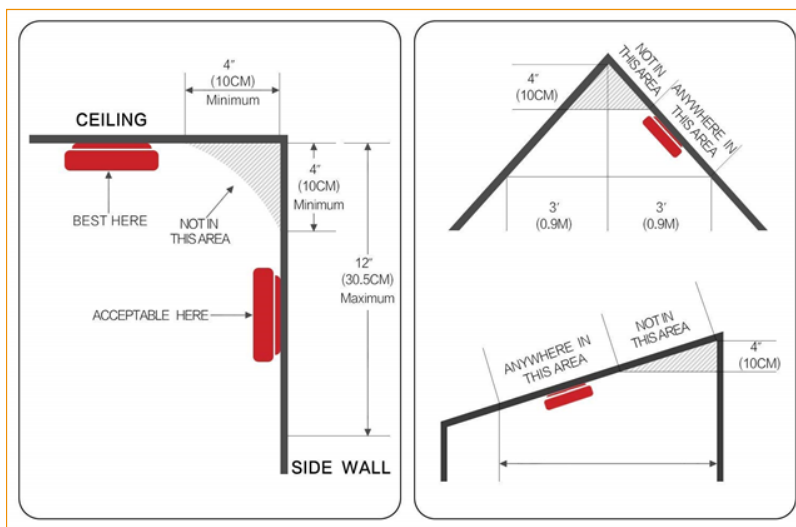 4"
(10CM)
Minimum
CEILING
BEST HERE
NOT IN
THIS AREA
4"
(10CM)
Minimum
12"
(30.5CM)
Maximum
ACCEPTABLE HERE
SIDE WALL
4"
(10CM)
NOT IN
THIS AREA
ANYWHERE IN
THIS AREA
3'
(0.9M)
3'
(0.9M)
ANYWHERE IN
THIS AREA
NOT IN
THIS AREA
4"
(10CM)